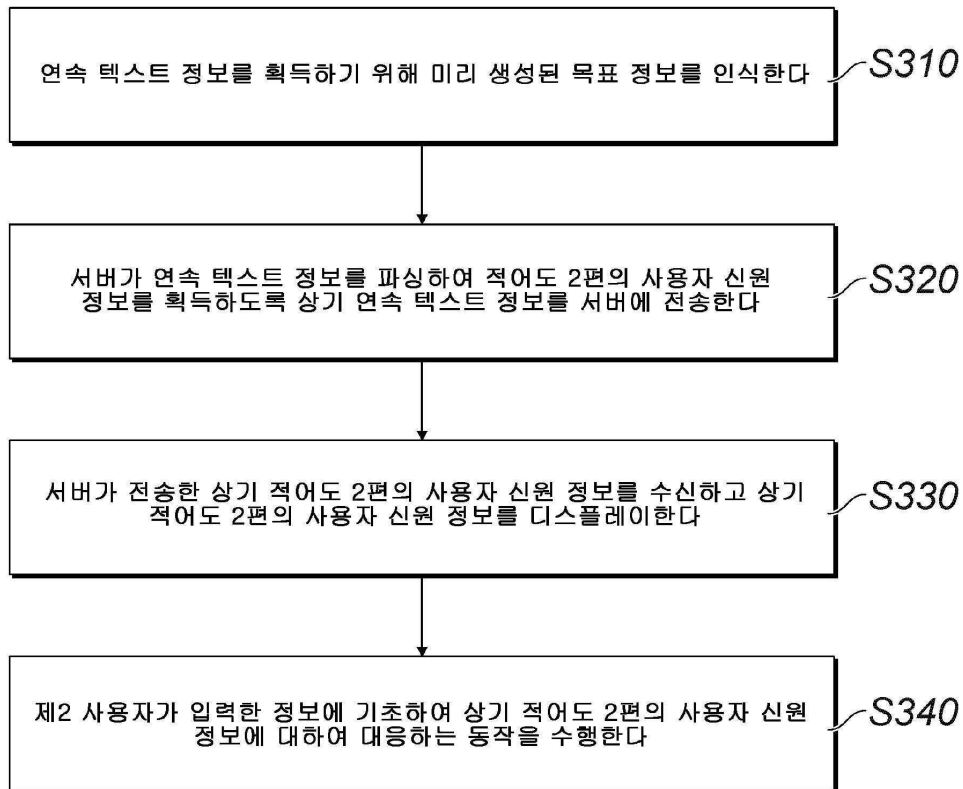 연속 텍스트 정보를 획득하기 위해 미리 생성된 목표 정보를 인식한다
S310
서버가 연속 텍스트 정보를 파싱하여 적어도 2편의 사용자 신원
정보를 획득하도록 상기 연속 텍스트 정보를 서버에 전송한다
S320
서버가 전송한 상기 적어도 2편의 사용자 신원 정보를 수신하고 상기
적어도 2편의 사용자 신원 정보를 디스플레이한다
S330
제2 사용자가 입력한 정보에 기초하여 상기 적어도 2편의 사용자 신원
정보에 대하여 대응하는 동작을 수행한다
S340